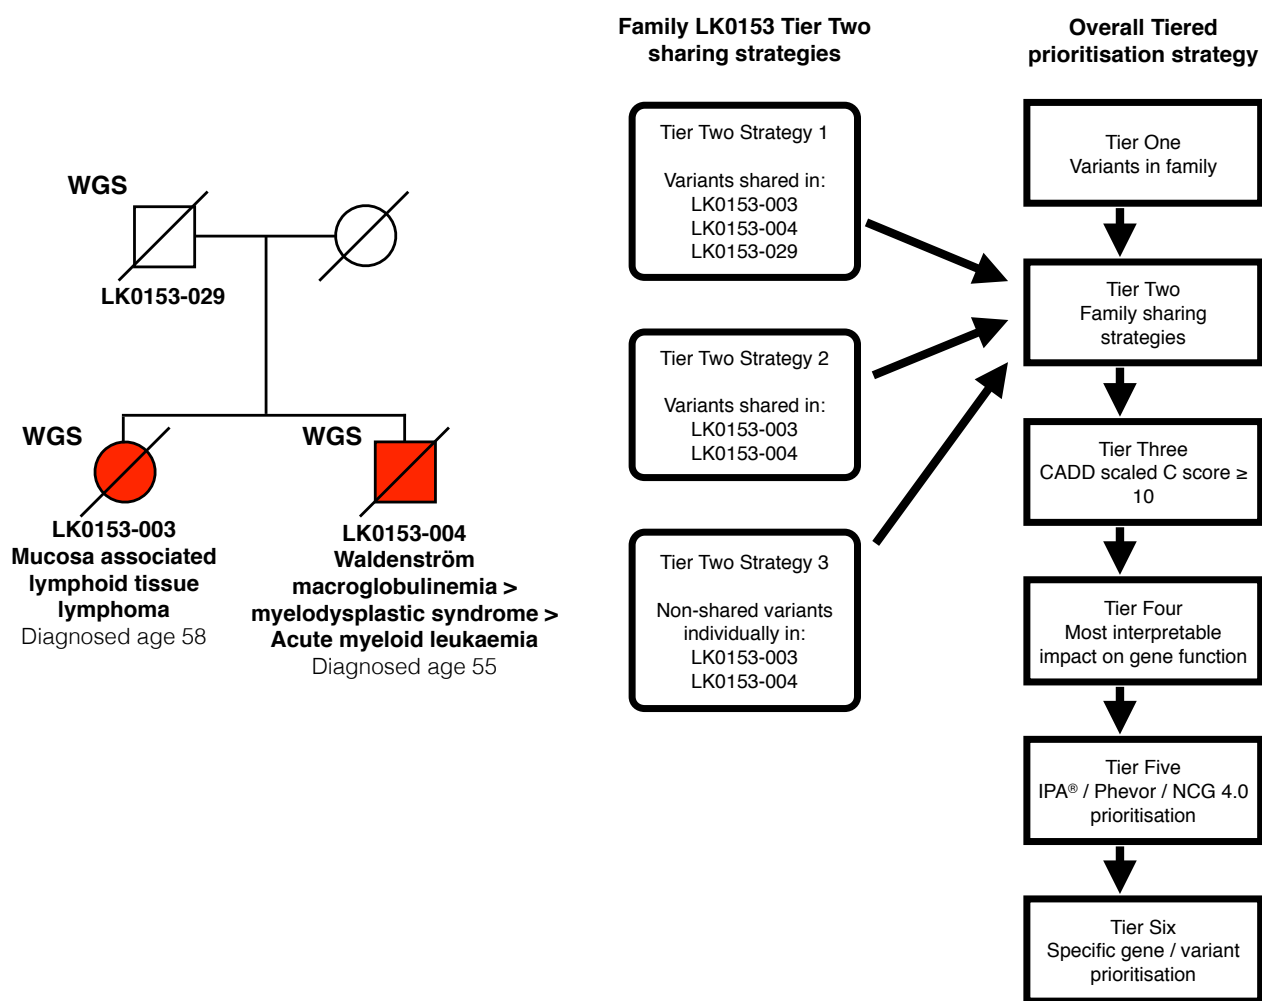 WGS
LK0153-029
WGS
LK0153-003
Mucosa associated
lymphoid tissue
lymphoma
Diagnosed age 58
WGS
LK0153-004
Waldenström
macroglobulinemia >
myelodysplastic syndrome >
Acute myeloid leukaemia
Diagnosed age 55
Family LK0153 Tier Two
sharing strategies
Tier Two Strategy 1
Variants shared in:
LK0153-003
LK0153-004
LK0153-029
Tier Two Strategy 2
Variants shared in:
LK0153-003
LK0153-004
Tier Two Strategy 3
Non-shared variants
individually in:
LK0153-003
LK0153-004
Overall Tiered
prioritisation strategy
Tier One
Variants in family
Tier Two
Family sharing
strategies
Tier Three
CADD scaled C score ≥
10
Tier Four
Most interpretable
impact on gene function
Tier Five
IPA® / Phevor / NCG 4.0
prioritisation
Tier Six
Specific gene / variant
prioritisation